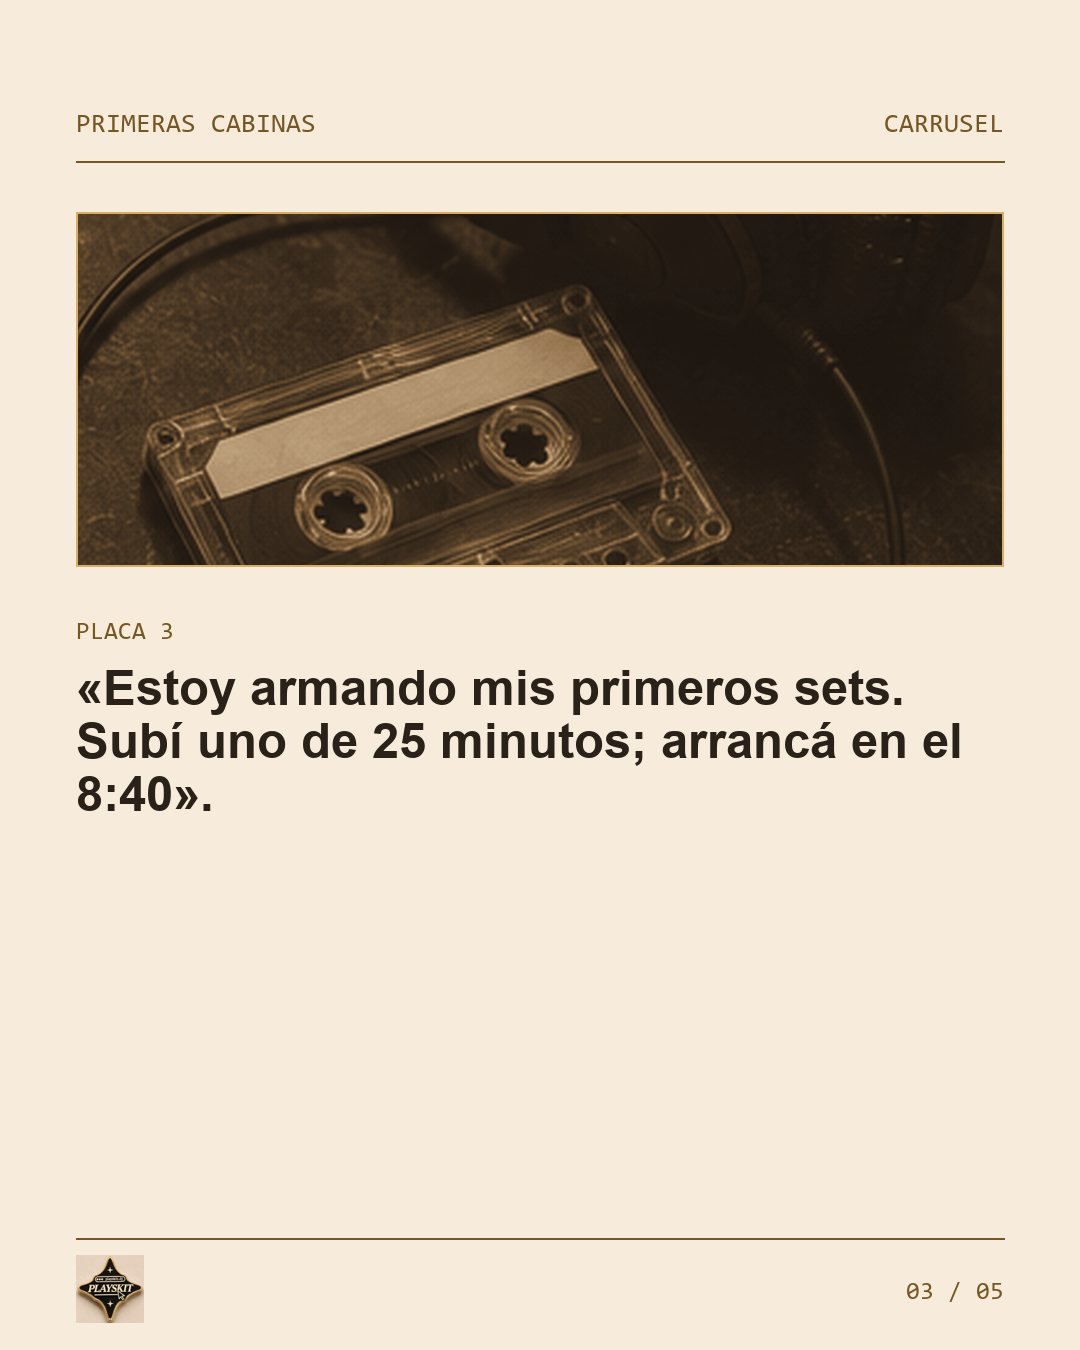 PRIMERAS CABINAS
CARRUSEL
PLACA 3
«Estoy armando mis primeros sets.
Subí uno de 25 minutos; arrancá en el
8:40».
PLAYSKIT
03 / 05